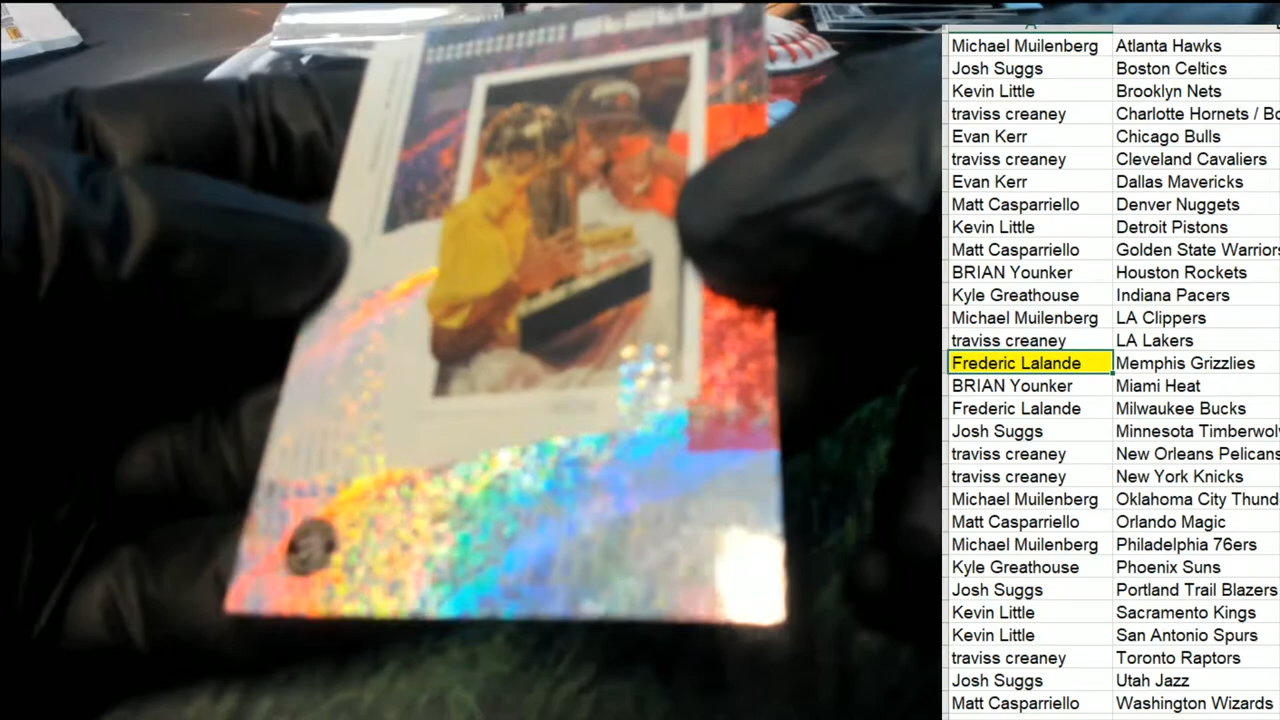 Michael Muilenberg Atlanta Hawks
Josh Suggs Boston Celtics
Kevin Little Brooklyn Nets
traviss creaney Charlotte Hornets / Bo
Evan Kerr Chicago Bulls
traviss creaney Cleveland Cavaliers
Evan Kerr Dallas Mavericks
Matt Casparriello Denver Nuggets
Kevin Little Detroit Pistons
Matt Casparriello Golden State Warriors
BRIAN Younker Houston Rockets
Kyle Greathouse Indiana Pacers
Michael Muilenberg LA Clippers
traviss creaney LA Lakers
Frederic Lalande Memphis Grizzlies
BRIAN Younker Miami Heat
Frederic Lalande Milwaukee Bucks
Josh Suggs Minnesota Timberwolv
traviss creaney New Orleans Pelicans
traviss creaney New York Knicks
Michael Muilenberg Oklahoma City Thund
Matt Casparriello Orlando Magic
Michael Muilenberg Philadelphia 76ers
Kyle Greathouse Phoenix Suns
Josh Suggs Portland Trail Blazers
Kevin Little Sacramento Kings
Kevin Little San Antonio Spurs
traviss creaney Toronto Raptors
Josh Suggs Utah Jazz
Matt Casparriello Washington Wizards